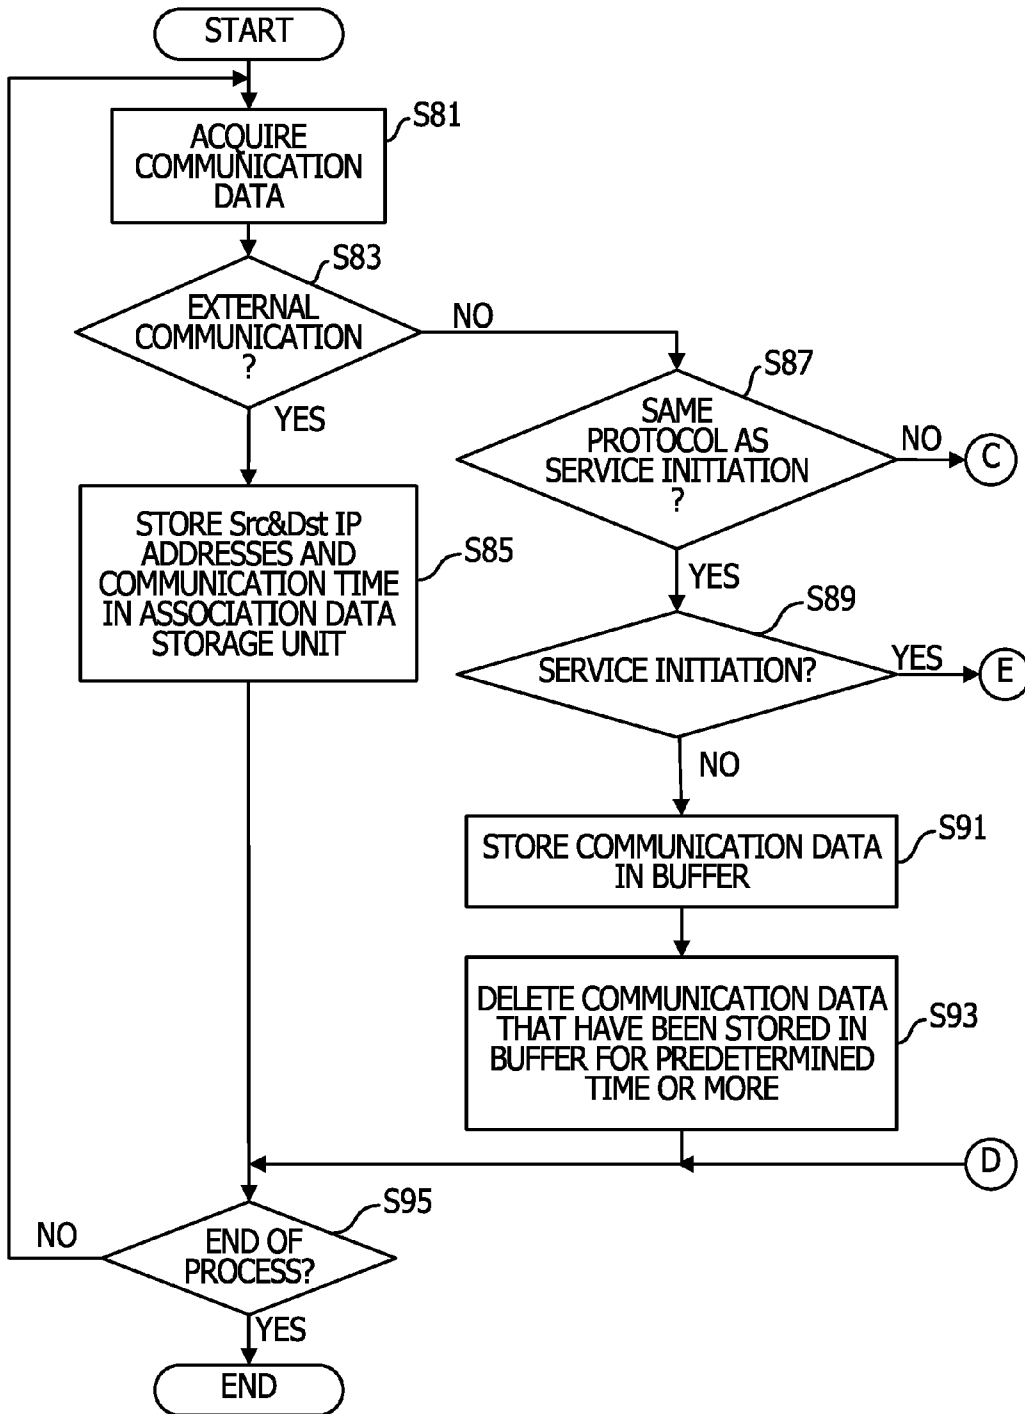 START
S81
ACQUIRE
COMMUNICATION
DATA
S83
EXTERNAL
COMMUNICATION
?
NO
YES
S87
SAME
PROTOCOL AS
SERVICE INITIATION
?
NO
C
YES
STORE Src&Dst IP
ADDRESSES AND
COMMUNICATION TIME
IN ASSOCIATION DATA
STORAGE UNIT
S85
S89
SERVICE INITIATION?
YES
E
NO
S91
STORE COMMUNICATION DATA
IN BUFFER
S93
DELETE COMMUNICATION DATA
THAT HAVE BEEN STORED IN
BUFFER FOR PREDETERMINED
TIME OR MORE
D
S95
NO
END OF
PROCESS?
YES
END